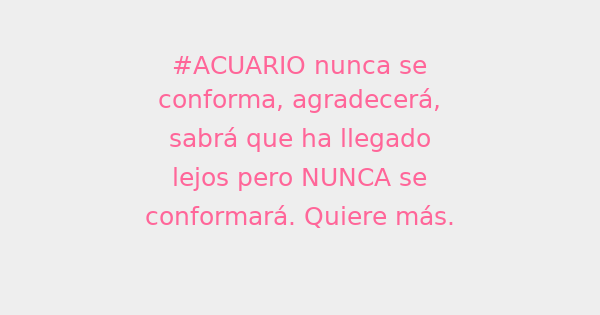 #ACUARIO nunca se
conforma, agradecerá,
sabrá que ha llegado
lejos pero NUNCA se
conformará. Quiere más.